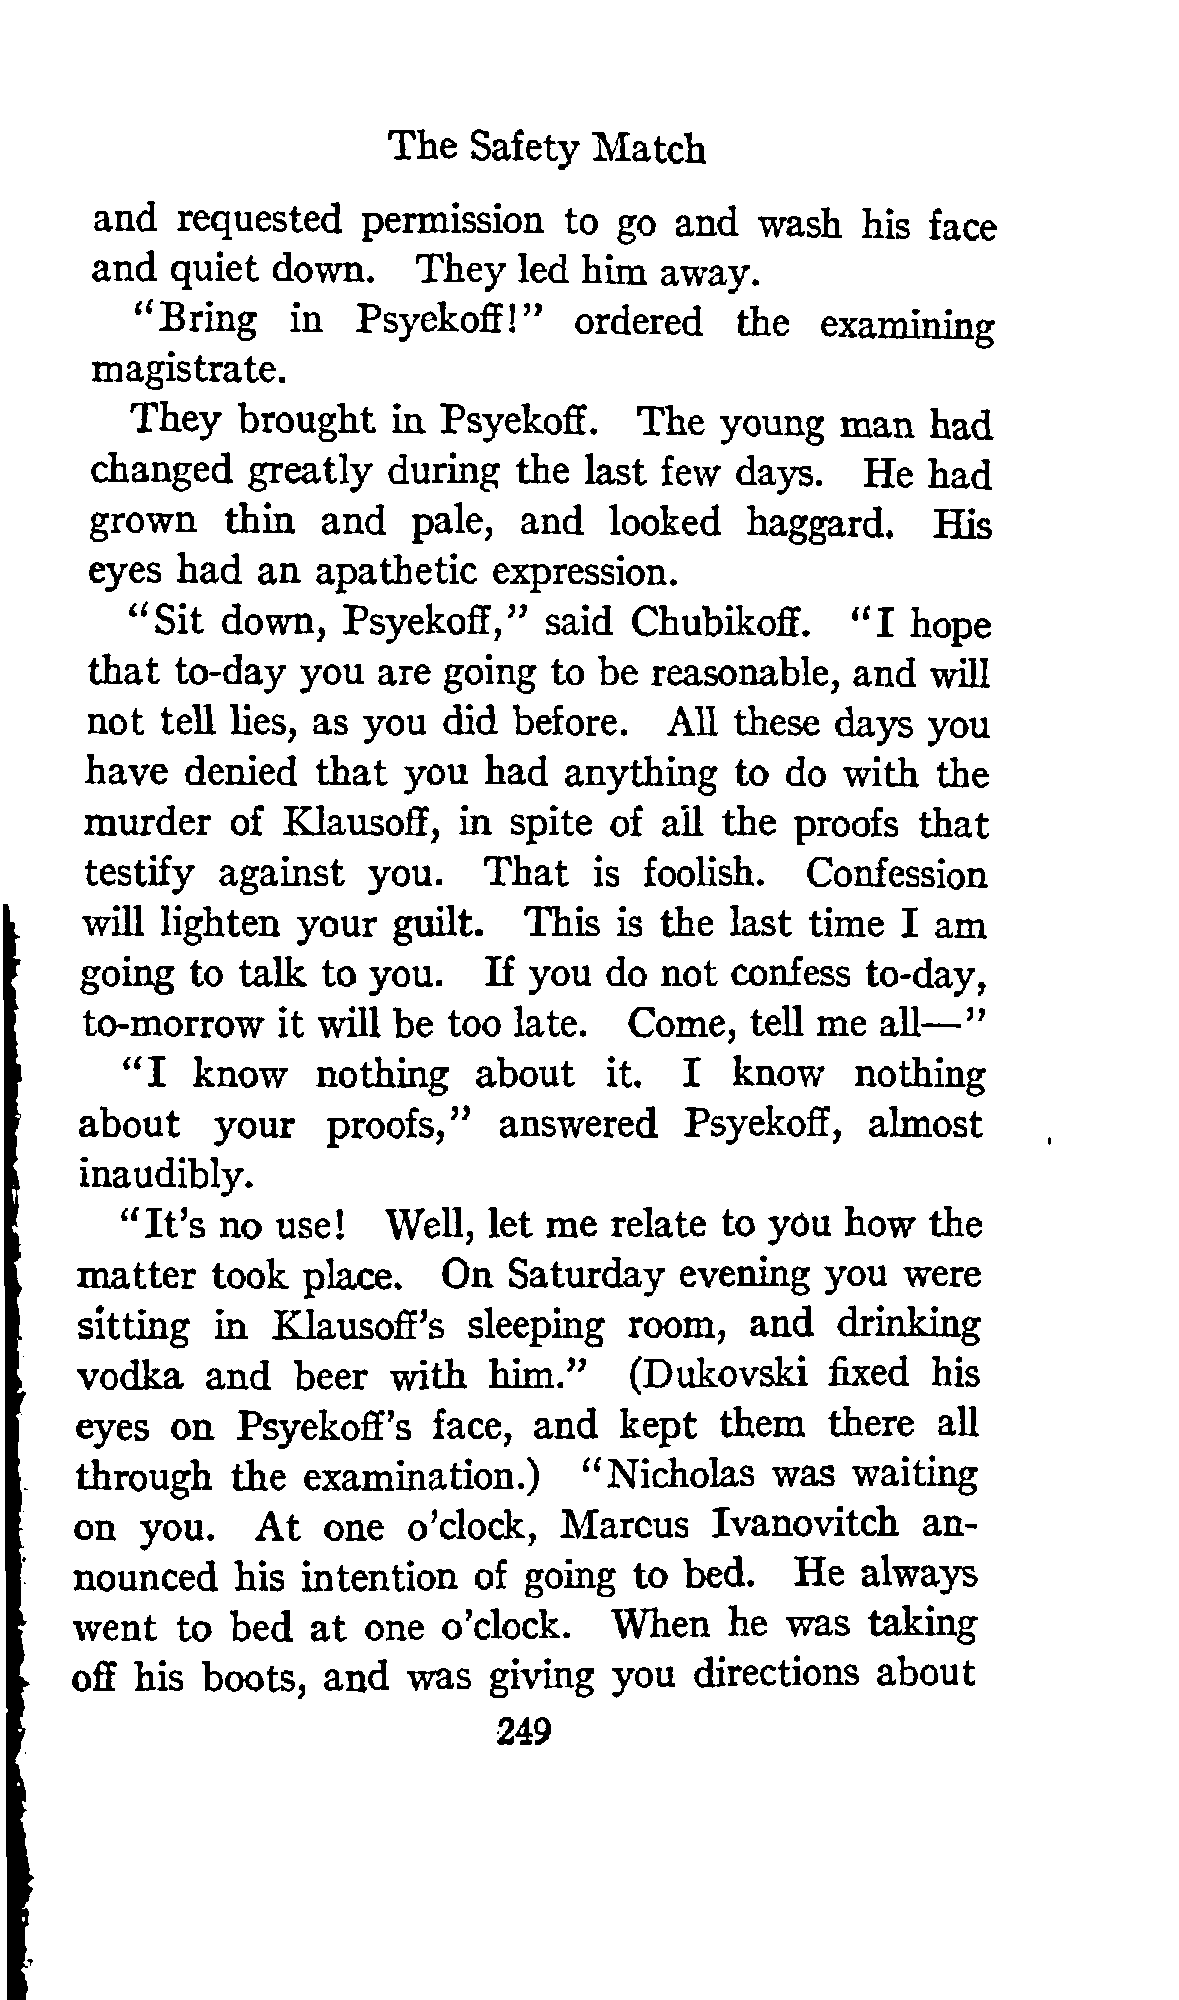 The Safety Match
and requested permission to go and wash his face
and quiet down. They led him away.
"Bring in Psyekoff!" ordered the examining
magistrate.
They brought in Psyekoff. The young man had
changed greatly during the last few days. He had
grown thin and pale, and looked haggard. His
eyes had an apathetic expression.
"Sit down, Psyekoff," said Chubikoff. "I hope
that to-day you are going to be reasonable, and will
not tell lies, as you did before. All these days you
have denied that you had anything to do with the
murder of Klausoff, in spite of all the proofs that
testify against you. That is foolish. Confession
will lighten your guilt. This is the last time I am
going to talk to you. If you do not confess to-day,
to-morrow it will be too late. Come, tell me all—"
"I know nothing about it. I know nothing
about your proofs," answered Psyekoff, almost
inaudibly.
"It's no use! Well, let me relate to you how the
matter took place. On Saturday evening you were
sitting in Klausoff's sleeping room, and drinking
vodka and beer with him." (Dukovski fixed his
eyes on Psyekoff's face, and kept them there all
through the examination.) "Nicholas was waiting
on you. At one o'clock, Marcus Ivanovitch an-
nounced his intention of going to bed. He always
went to bed at one o'clock. When he was taking
off his boots, and was giving you directions about
249